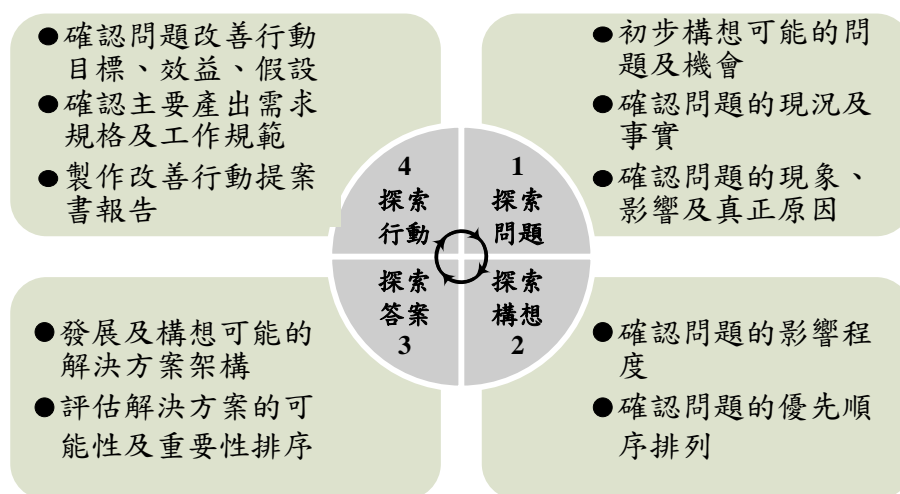 ●確認問題改善行動
目標、效益、假設
●確認主要產出需求
規格及工作規範
●製作改善行動提案
書報告
●初步構想可能的問
題及機會
●確認問題的現況及
事實
●確認問題的現象、
影響及真正原因
4
探索
行動
1
探索
問題
探索
答案
3
探索
構想
2
●發展及構想可能的
解決方案架構
●評估解決方案的可
能性及重要性排序
●確認問題的影響程
度
●確認問題的優先順
序排列